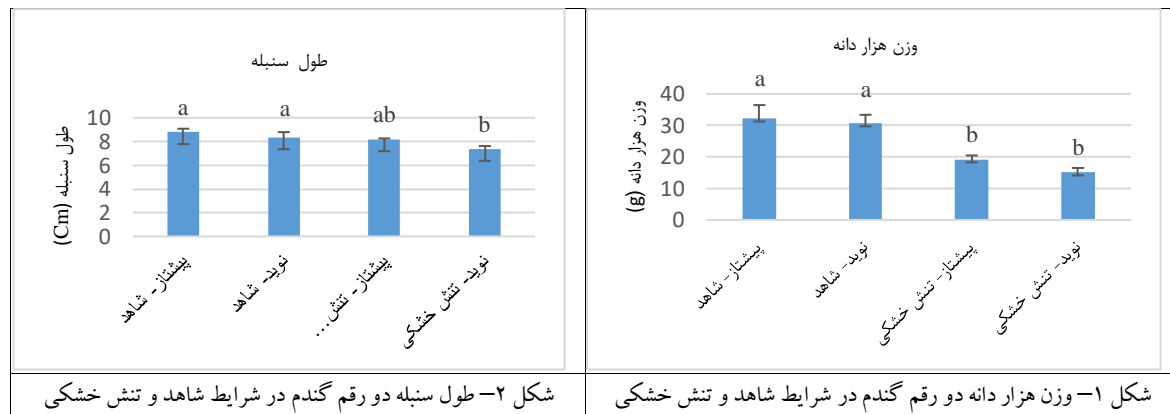 وزن هزار دانه
a
a
b
b
40
30
20
10
0
وزن هزار دانه (g)
پیشتاز- شاهد
نوید- شاهد
پیشتاز- تنش خشکی
نوید- تنش خشکی
شکل ۱– وزن هزار دانه دو رقم گندم در شرایط شاهد و تنش خشکی
طول سنبله
a
a
ab
b
10
8
6
4
2
0
طول سنبله (Cm)
پیشتاز- شاهد
نوید- شاهد
پیشتاز- تنش...
نوید- تنش خشکی
شکل ۲– طول سنبله دو رقم گندم در شرایط شاهد و تنش خشکی